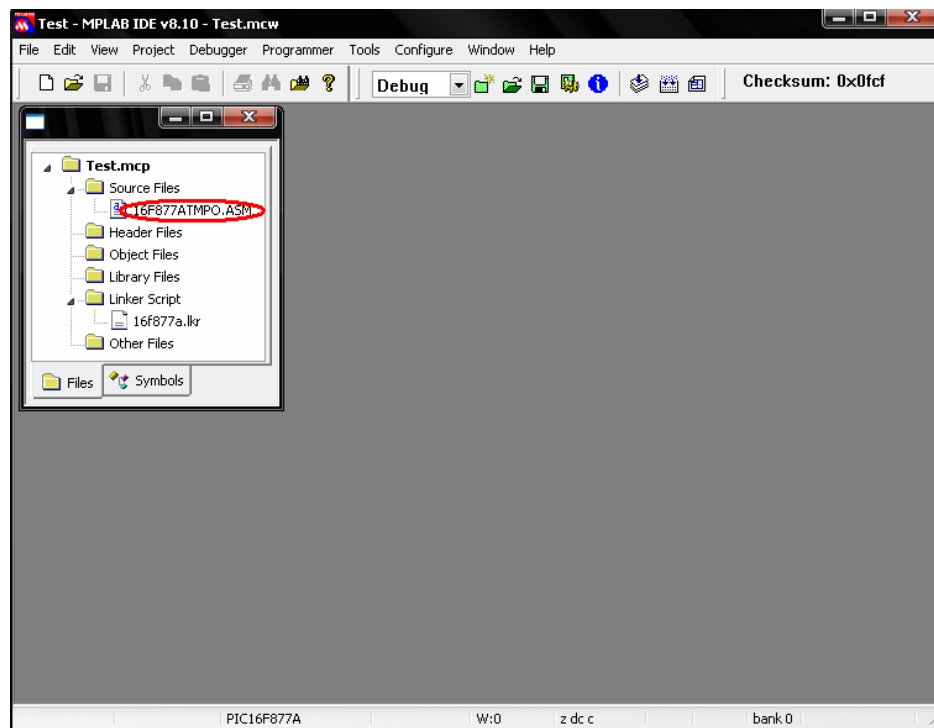 Test - MPLAB IDE v8.10 - Test.mcw
File Edit View Project Debugger Programmer Tools Configure Window Help
Debug Checksum: 0x0fcf
Test.mcp
Source Files
16F877ATMPO.ASM
Header Files
Object Files
Library Files
Linker Script
16f877a.lkr
Other Files
Files Symbols
PIC16F877A W:0 z dc c bank 0